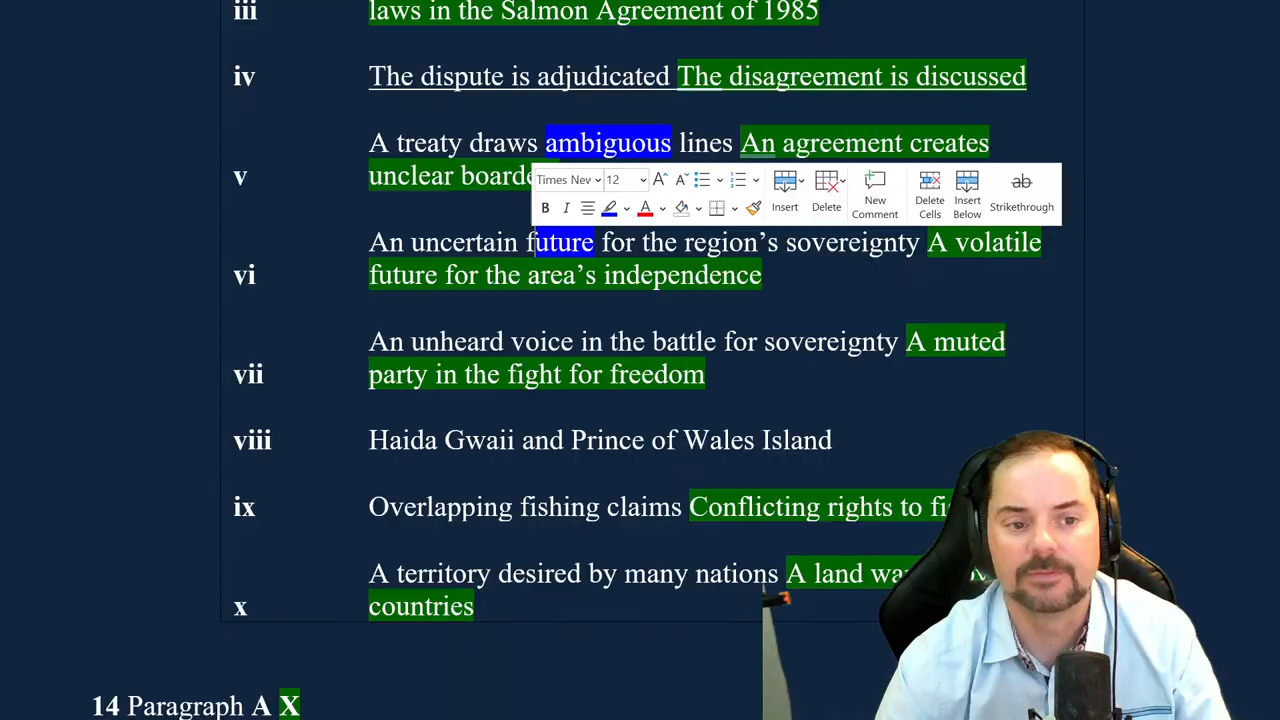 iii laws in the Salmon Agreement of 1985
iv The dispute is adjudicated The disagreement is discussed
A treaty draws ambiguous lines An agreement creates
v unclear
Times Nev 12
New Comment
Insert
Delete
Delete Cells
Insert Below
Strikethrough
An uncertain future for the region’s sovereignty A volatile
vi future for the area’s independence
An unheard voice in the battle for sovereignty A muted
vii party in the fight for freedom
viii Haida Gwaii and Prince of Wales Island
ix Overlapping fishing claims Conflicting rights to
A territory desired by many nations A land
x countries
14 Paragraph A X